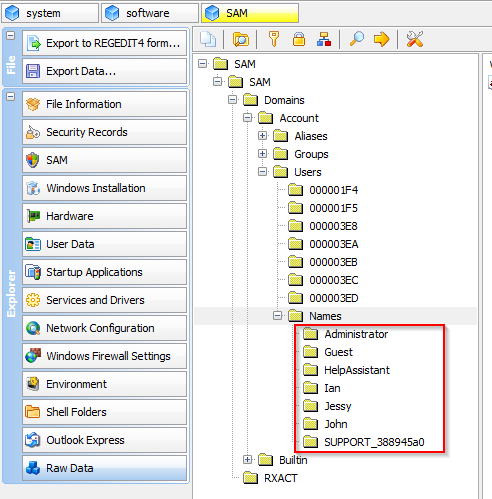 system
software
SAM
File
Export to REGEDIT4 form...
Export Data...
Explorer
File Information
Security Records
SAM
Windows Installation
Hardware
User Data
Startup Applications
Services and Drivers
Network Configuration
Windows Firewall Settings
Environment
Shell Folders
Outlook Express
Raw Data
SAM
SAM
Domains
Account
Aliases
Groups
Users
000001F4
000001F5
000003E8
000003EA
000003EB
000003EC
000003ED
Names
Administrator
Guest
HelpAssistant
Ian
Jessy
John
SUPPORT_388945a0
Builtin
RXACT